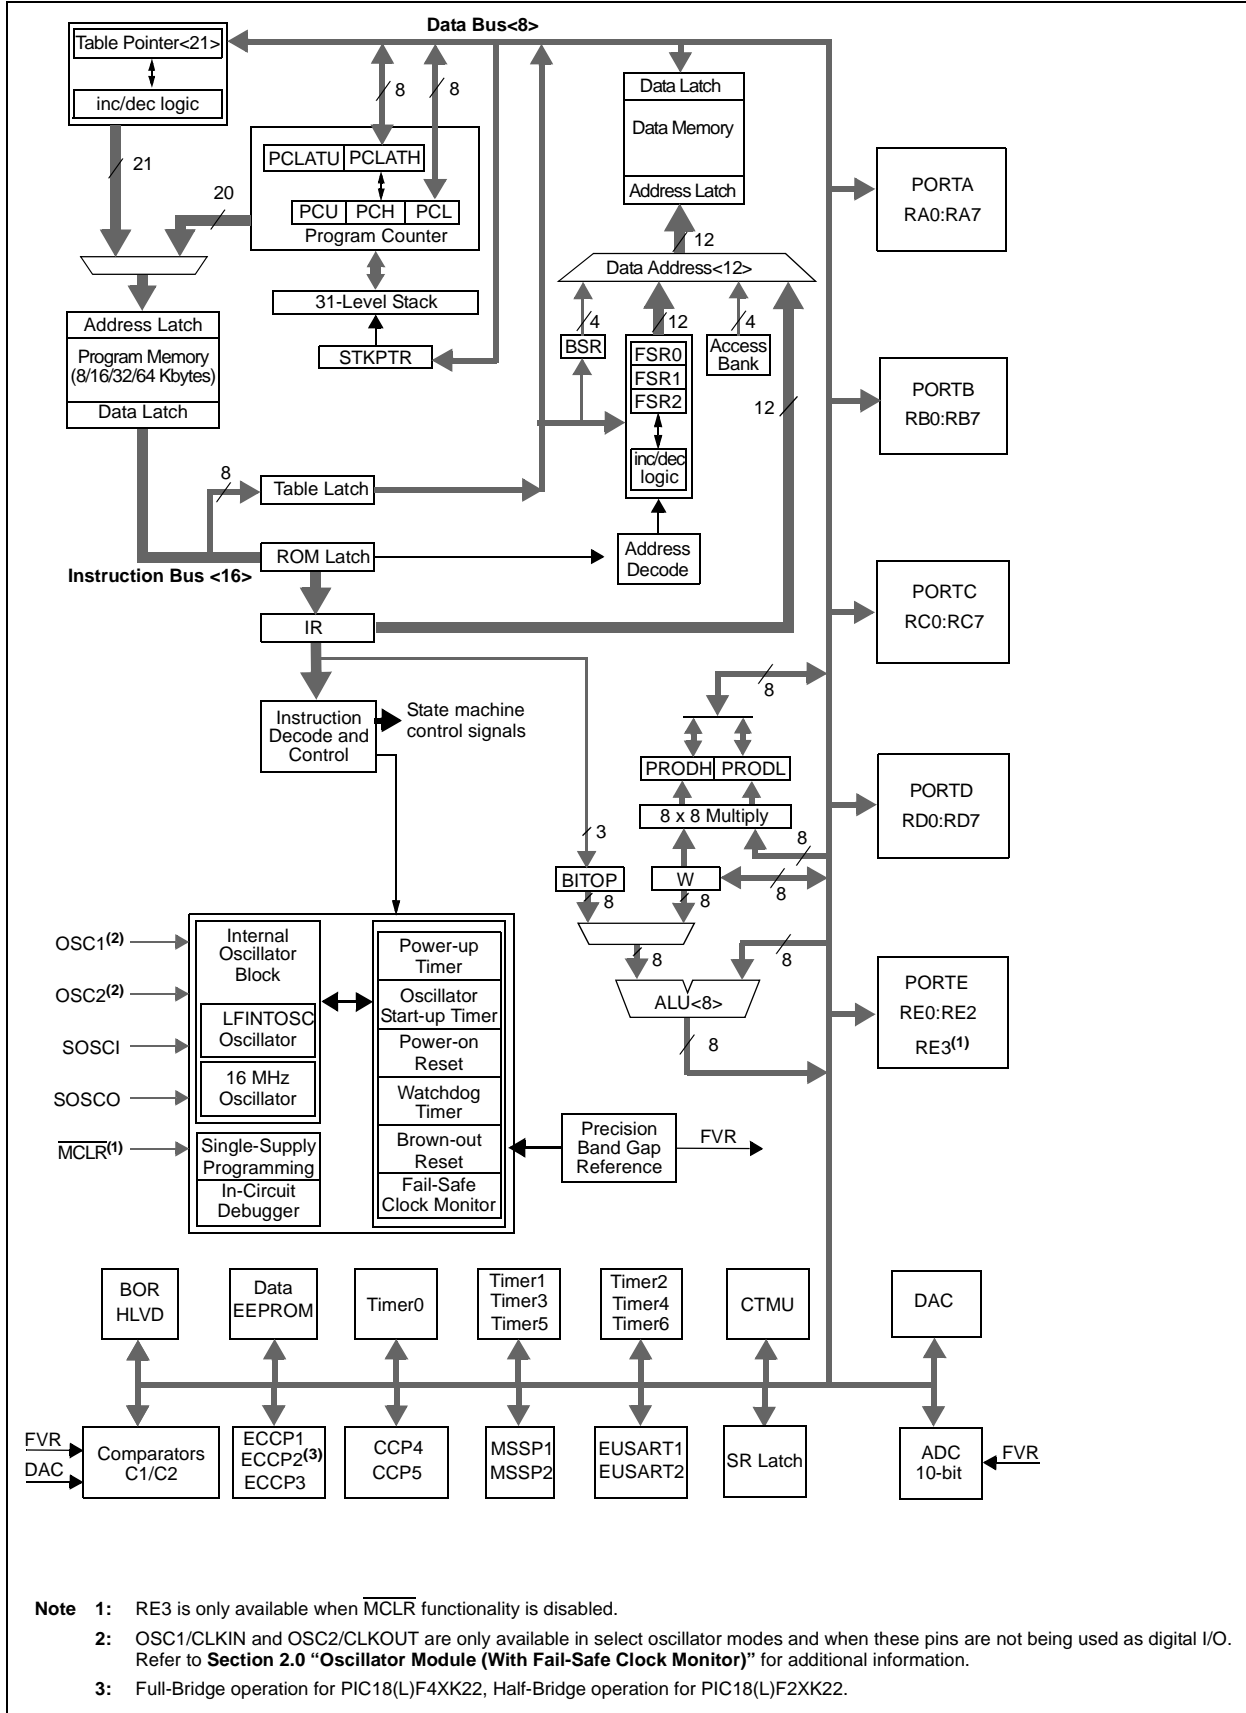 Data Bus<8>
Table Pointer<21>
inc/dec logic
21
20
8
8
PCLATU PCLATH
PCU PCH PCL
Program Counter
31-Level Stack
STKPTR
Data Latch
Data Memory
Address Latch
12
Data Address<12>
4
12
4
BSR
FSR0
FSR1
FSR2
inc/dec
logic
Access
Bank
12
Address Latch
Program Memory
(8/16/32/64 Kbytes)
Data Latch
8
Table Latch
ROM Latch
Instruction Bus <16>
Address
Decode
IR
Instruction
Decode and
Control
State machine
control signals
8
PRODH PRODL
8 x 8 Multiply
3
8
BITOP
W
8
8
8
8
8
ALU<8>
8
PORTA
RA0:RA7
PORTB
RB0:RB7
PORTC
RC0:RC7
PORTD
RD0:RD7
PORTE
RE0:RE2
RE3(1)
OSC1(2)
OSC2(2)
SOSCI
SOSCO
MCLR(1)
Internal
Oscillator
Block
LFINTOSC
Oscillator
16 MHz
Oscillator
Single-Supply
Programming
In-Circuit
Debugger
Power-up
Timer
Oscillator
Start-up Timer
Power-on
Reset
Watchdog
Timer
Brown-out
Reset
Fail-Safe
Clock Monitor
Precision
Band Gap
Reference
FVR
BOR
HLVD
Data
EEPROM
Timer0
Timer1
Timer3
Timer5
Timer2
Timer4
Timer6
CTMU
DAC
FVR
DAC
Comparators
C1/C2
ECCP1
ECCP2(3)
ECCP3
CCP4
CCP5
MSSP1
MSSP2
EUSART1
EUSART2
SR Latch
ADC
10-bit
FVR
Note 1: RE3 is only available when MCLR functionality is disabled.
2: OSC1/CLKIN and OSC2/CLKOUT are only available in select oscillator modes and when these pins are not being used as digital I/O.
Refer to Section 2.0 “Oscillator Module (With Fail-Safe Clock Monitor)” for additional information.
3: Full-Bridge operation for PIC18(L)F4XK22, Half-Bridge operation for PIC18(L)F2XK22.